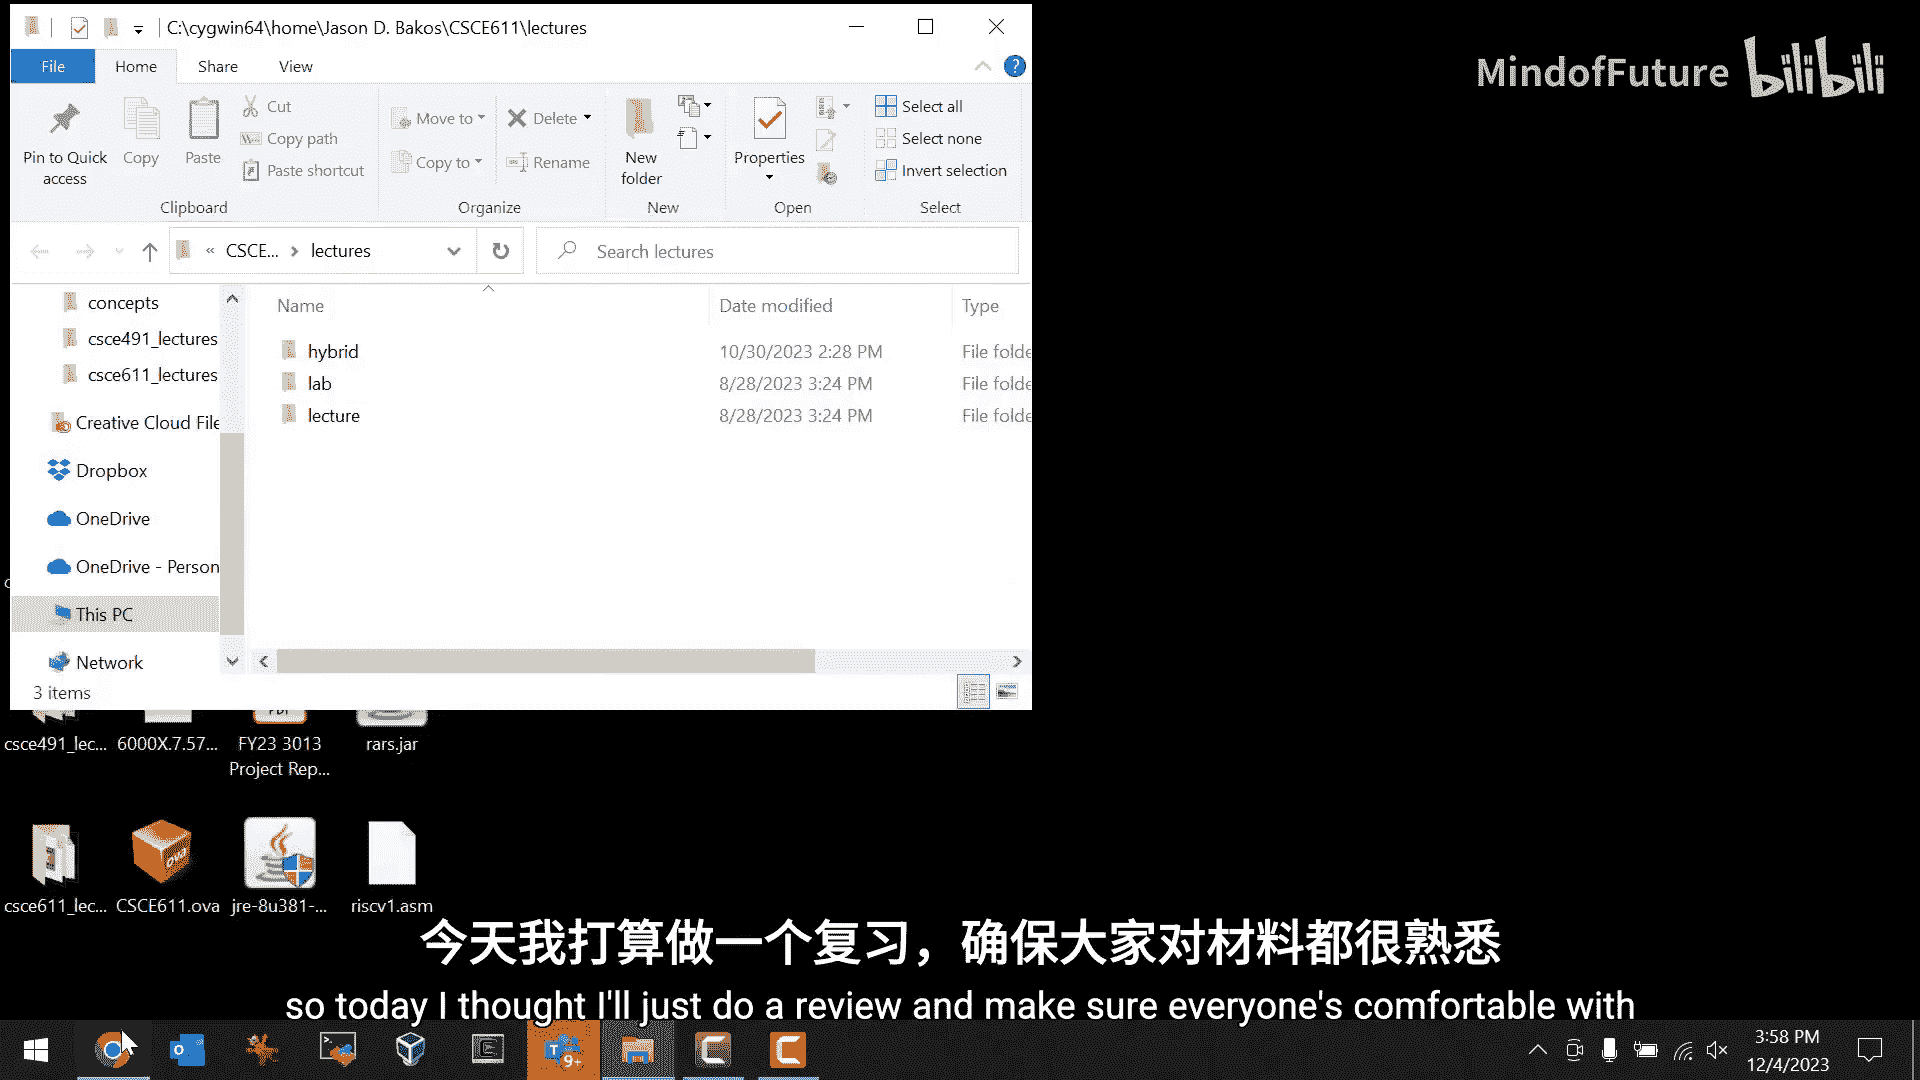 C:\cygwin64\home\Jason D. Bakos\CSCE611\lectures
File Home Share View
MindofFuture bilibili
Pin to Quick access
Copy
Paste
Cut
Copy path
Paste shortcut
Clipboard
Move to
Copy to
Delete
Rename
Organize
New folder
New
Properties
Open
Select all
Select none
Invert selection
Select
« CSCE... > lectures
Search lectures
concepts
csce491_lectures
csce611_lectures
Creative Cloud File
Dropbox
OneDrive
OneDrive - Person
This PC
Network
Name Date modified Type
hybrid 10/30/2023 2:28 PM File folde
lab 8/28/2023 3:24 PM File folde
lecture 8/28/2023 3:24 PM File folde
3 items
csce491_lec... 6000X.7.57... FY23 3013 Project Rep... rars.jar
csce611_lec... CSCE611.ova jre-8u381-... riscv1.asm
今天我打算做一个复习，确保大家对材料都很熟悉
so today I thought I'll just do a review and make sure everyone's comfortable with
9+
3:58 PM
12/4/2023